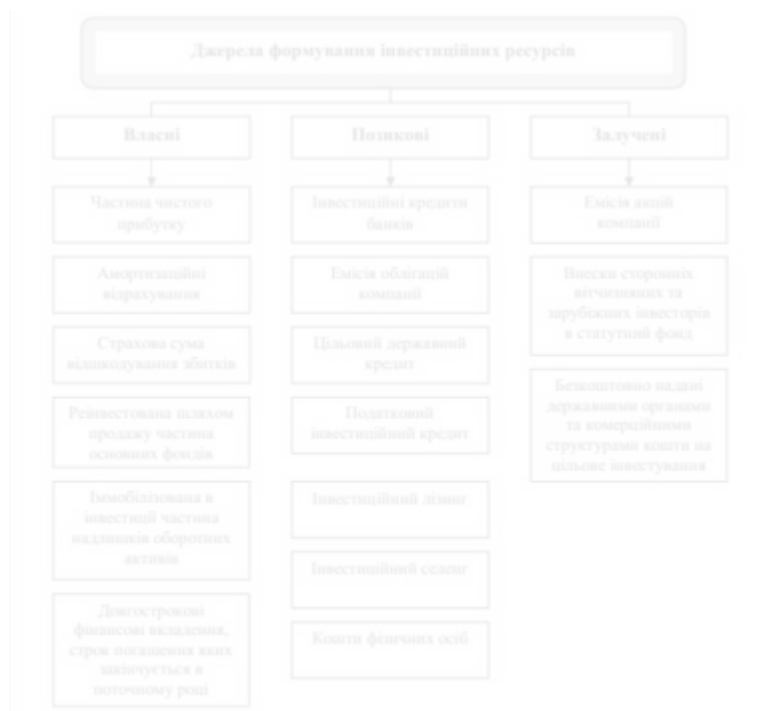 Джерела формування інвестиційних ресурсів
Власні
Позикові
Залучені
Частина чистого
прибутку
Амортизаційні
відрахування
Страхова сума
відшкодування збитків
Реінвестована шляхом
продажу частина
основних фондів
Іммобілізована в
інвестиції частина
надлишків оборотних
активів
Довгострокові
фінансові вкладення,
строк погашення яких
закінчується в
поточному році
Інвестиційні кредити
банків
Емісія облігацій
компанії
Цільовий державний
кредит
Податковий
інвестиційний кредит
Інвестиційний лізинг
Інвестиційний селенг
Кошти фізичних осіб
Емісія акцій
компанії
Внески сторонніх
вітчизняних та
зарубіжних інвесторів
в статутний фонд
Безкоштовно надані
державними органами
та комерційними
структурами кошти на
цільове інвестування